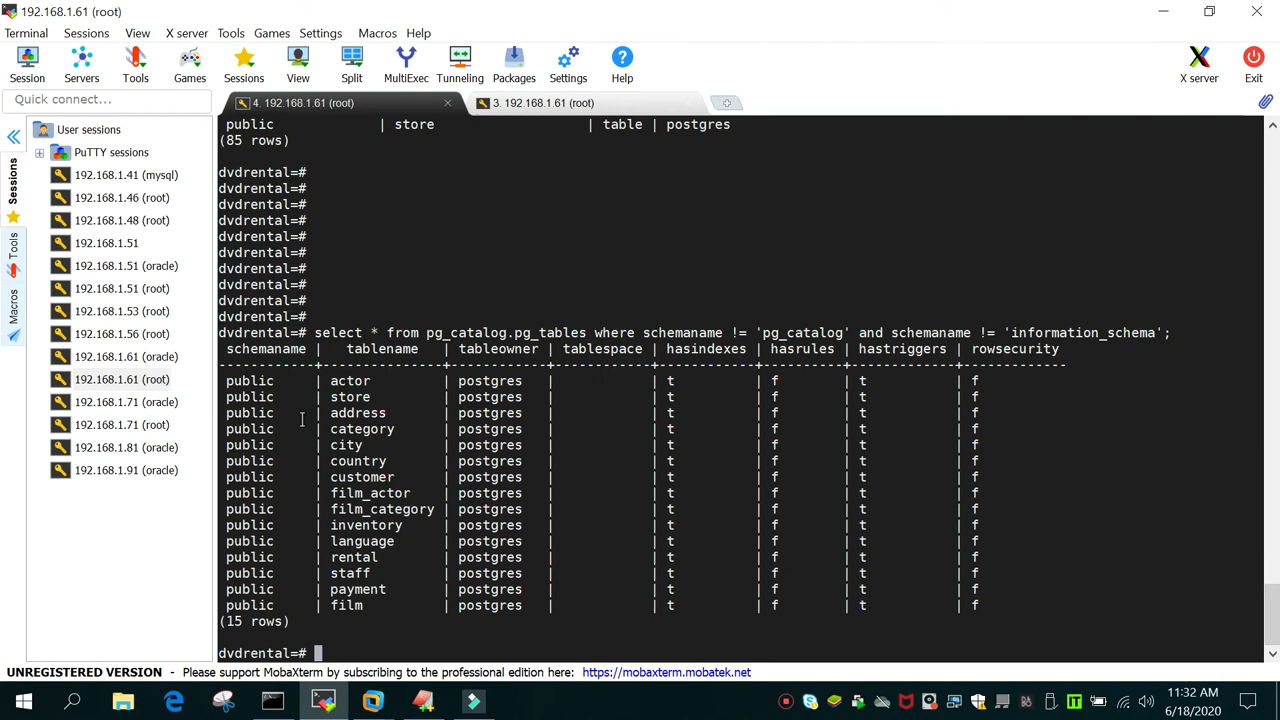 192.168.1.61 (root)
Terminal Sessions View X server Tools Games Settings Macros Help
Session Servers Tools Games Sessions View Split MultiExec Tunneling Packages Settings Help X server Exit
Quick connect...
4. 192.168.1.61 (root)
3. 192.168.1.61 (root)
Sessions
Tools
Macros
User sessions
PuTTY sessions
192.168.1.41 (mysql)
192.168.1.46 (root)
192.168.1.48 (root)
192.168.1.51
192.168.1.51 (oracle)
192.168.1.51 (root)
192.168.1.53 (root)
192.168.1.56 (root)
192.168.1.61 (oracle)
192.168.1.61 (root)
192.168.1.71 (oracle)
192.168.1.71 (root)
192.168.1.81 (oracle)
192.168.1.91 (oracle)
public | store | table | postgres
(85 rows)
dvdrental=#
dvdrental=#
dvdrental=#
dvdrental=#
dvdrental=#
dvdrental=#
dvdrental=#
dvdrental=#
dvdrental=#
dvdrental=#
dvdrental=# select * from pg_catalog.pg_tables where schemaname != 'pg_catalog' and schemaname != 'information_schema';
schemaname | tablename | tableowner | tablespace | hasindexes | hasrules | hastriggers | rowsecurity
------------+---------------+------------+------------+------------+----------+-------------+-------------
public | actor | postgres | | t | f | t | f
public | store | postgres | | t | f | t | f
public | address | postgres | | t | f | t | f
public | category | postgres | | t | f | t | f
public | city | postgres | | t | f | t | f
public | country | postgres | | t | f | t | f
public | customer | postgres | | t | f | t | f
public | film_actor | postgres | | t | f | t | f
public | film_category | postgres | | t | f | t | f
public | inventory | postgres | | t | f | t | f
public | language | postgres | | t | f | t | f
public | rental | postgres | | t | f | t | f
public | staff | postgres | | t | f | t | f
public | payment | postgres | | t | f | t | f
public | film | postgres | | t | f | t | f
(15 rows)
dvdrental=#
UNREGISTERED VERSION - Please support MobaXterm by subscribing to the professional edition here: https://mobaxterm.mobatek.net
11:32 AM
6/18/2020